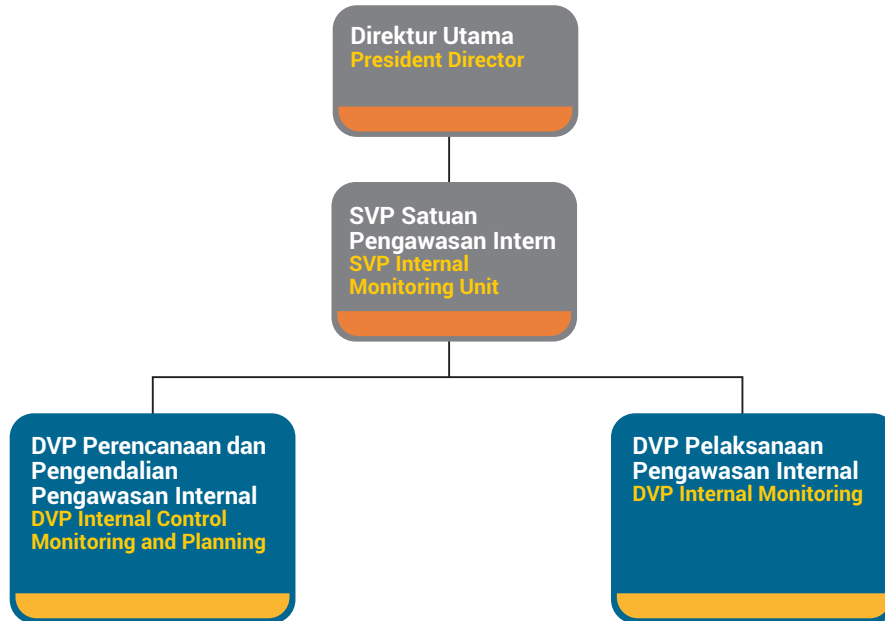 Direktur Utama
President Director
SVP Satuan
Pengawasan Intern
SVP Internal
Monitoring Unit
DVP Perencanaan dan
Pengendalian
Pengawasan Internal
DVP Internal Control
Monitoring and Planning
DVP Pelaksanaan
Pengawasan Internal
DVP Internal Monitoring